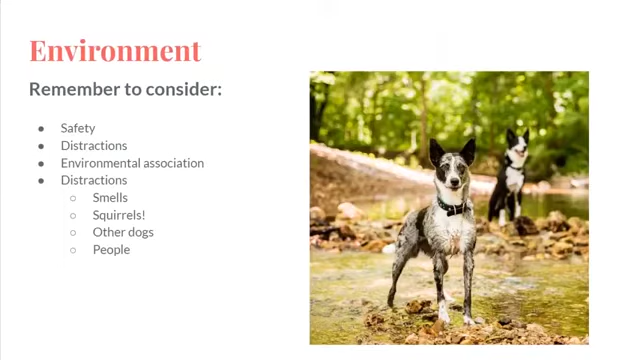 Environment
Remember to consider:
● Safety
● Distractions
● Environmental association
● Distractions
○ Smells
○ Squirrels!
○ Other dogs
○ People